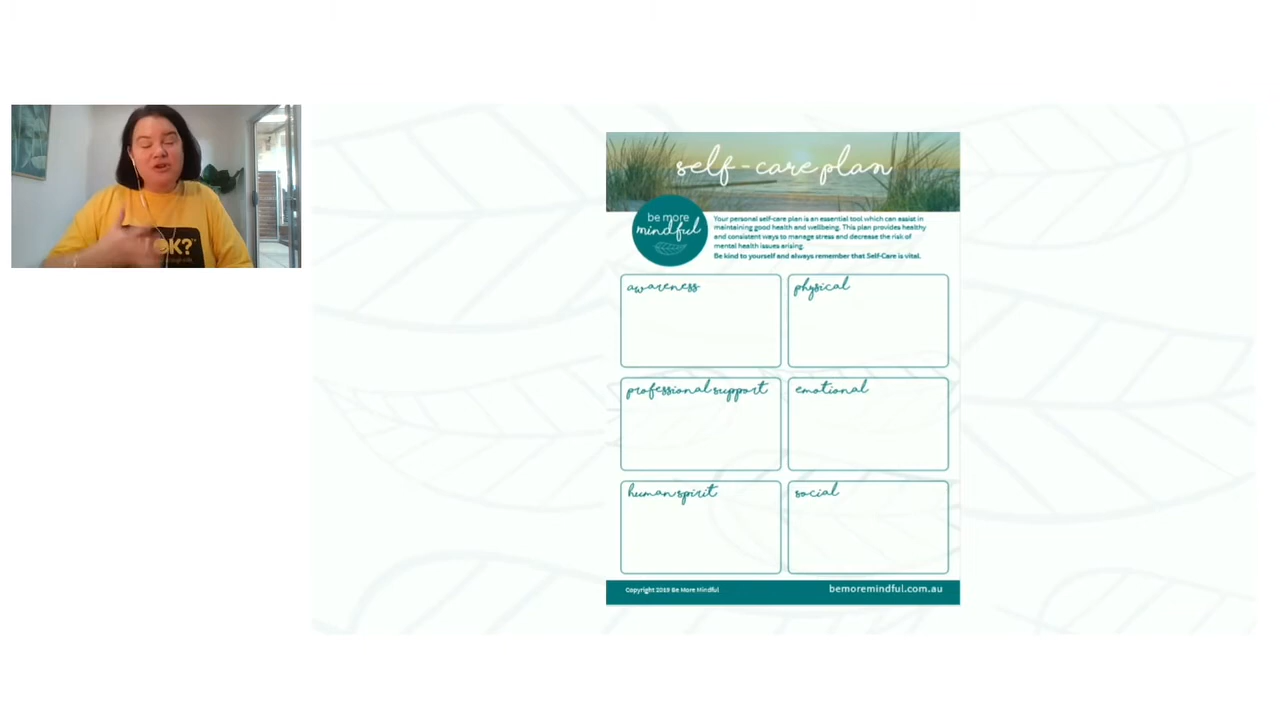 OK?
self-care plan
be more
mindful
Your personal self-care plan is an essential tool which can assist in
maintaining good health and wellbeing. This plan provides healthy
and consistent ways to manage stress and decrease the risk of
mental health issues arising.
Be kind to yourself and always remember that Self-Care is vital.
awareness
physical
professional support
emotional
human spirit
social
Copyright 2019 Be More Mindful
bemoremindful.com.au